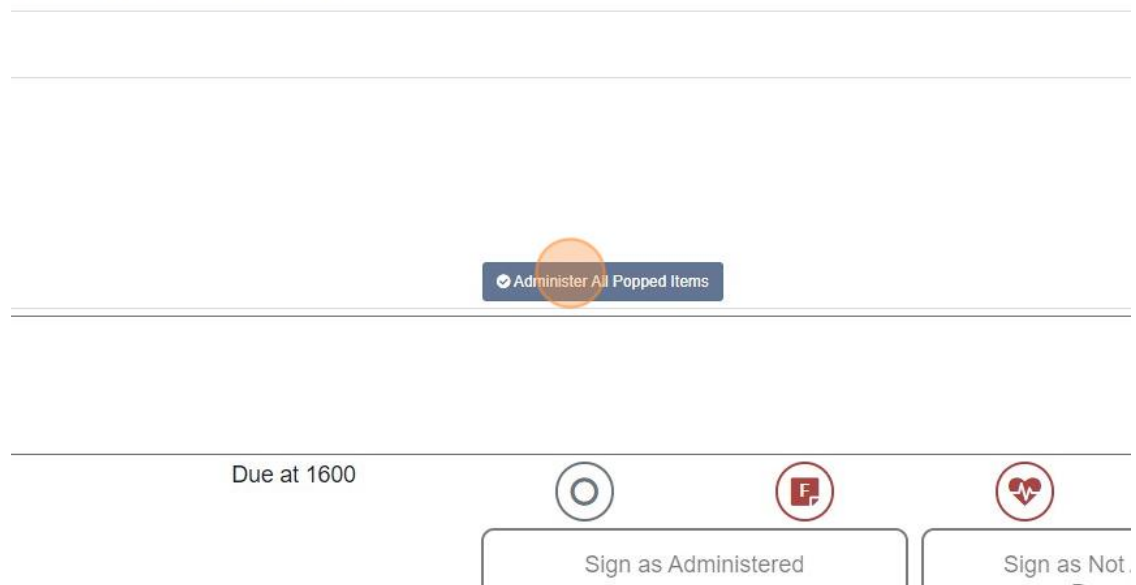 Administer All Popped Items
Due at 1600
F
Sign as Administered
Sign as Not